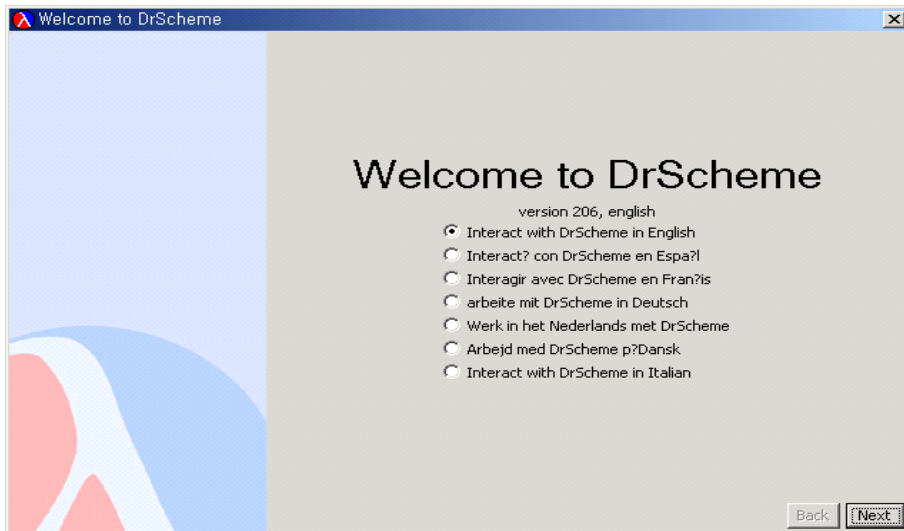 Welcome to DrScheme
Welcome to DrScheme
version 206, english
Interact with DrScheme in English
Interact? con DrScheme en Espa?l
Interagir avec DrScheme en Fran?is
arbeite mit DrScheme in Deutsch
Werk in het Nederlands met DrScheme
Arbejd med DrScheme p?Dansk
Interact with DrScheme in Italian
Back Next